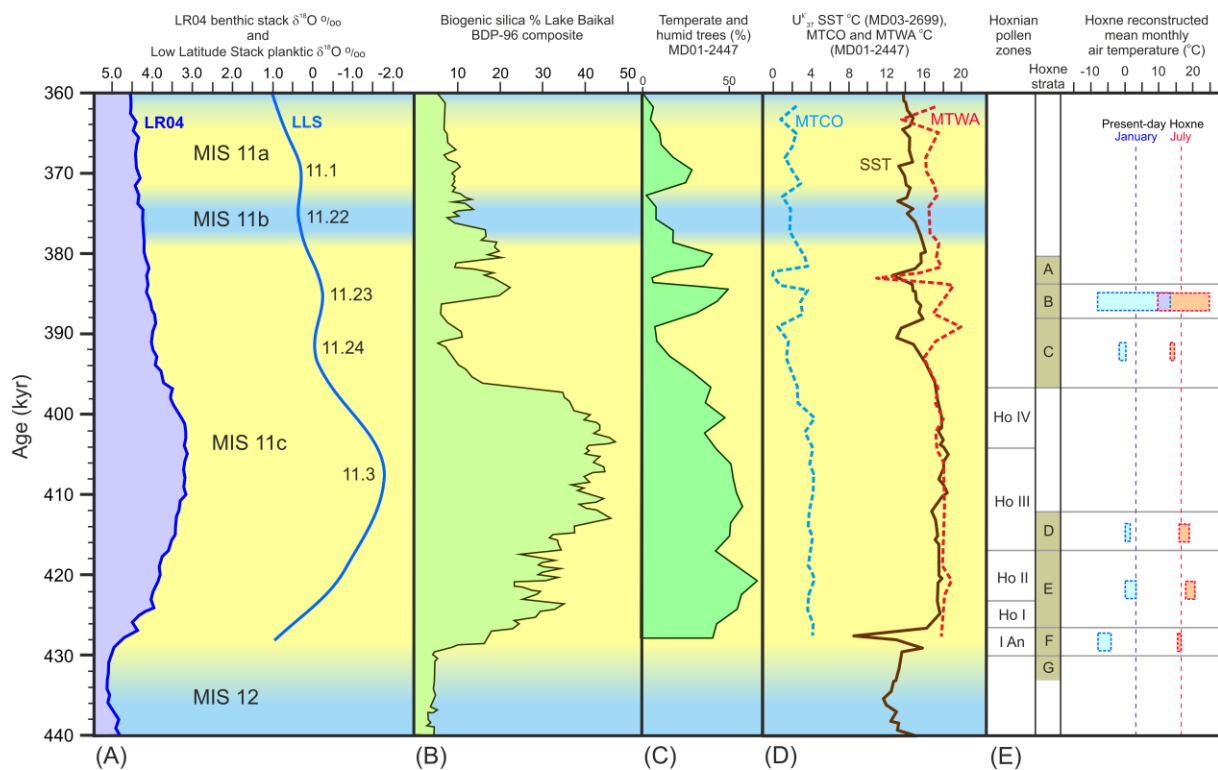 LR04 benthic stack δ¹⁸O ‰
and
Low Latitude Stack planktic δ¹⁸O ‰
5.0 4.0 3.0 2.0 1.0 0 -1.0 -2.0
Biogenic silica % Lake Baikal
BDP-96 composite
10 20 30 40 50
Temperate and
humid trees (%)
MD01-2447
0 50
Uᴷ'₃₇ SST °C (MD03-2699),
MTCO and MTWA °C
(MD01-2447)
0 4 8 12 16 20
Hoxnian
pollen
zones
Hoxne
strata
Hoxne reconstructed
mean monthly
air temperature (°C)
-10 0 10 20
Age (kyr)
360
370
380
390
400
410
420
430
440
LR04
LLS
MIS 11a
11.1
MIS 11b
11.22
11.23
11.24
MIS 11c
11.3
MIS 12
MTCO
MTWA
SST
Ho IV
Ho III
Ho II
Ho I
I An
A
B
C
D
E
F
G
Present-day Hoxne
January July
(A) (B) (C) (D) (E)